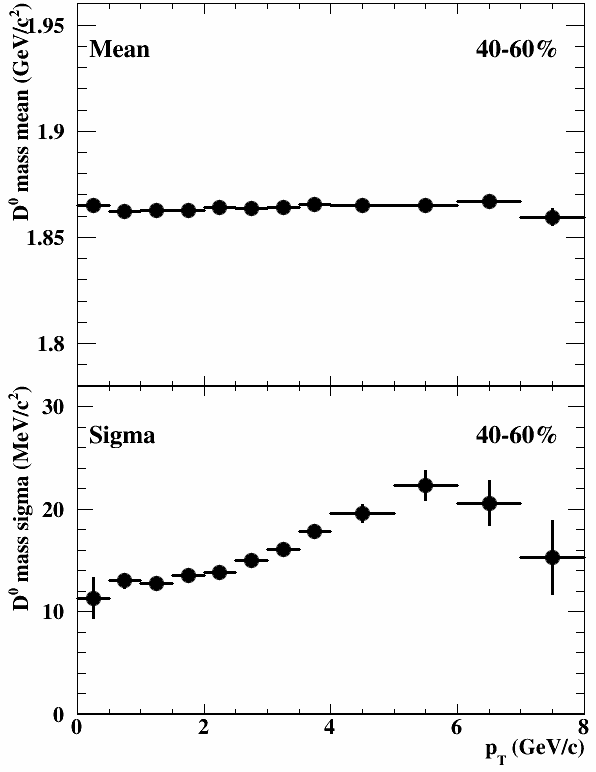 D⁰ mass mean (GeV/c²)
1.95
Mean 40-60%
1.9
1.85
1.8
D⁰ mass sigma (MeV/c²)
30
Sigma 40-60%
20
10
0
0 2 4 6 8
p_T (GeV/c)